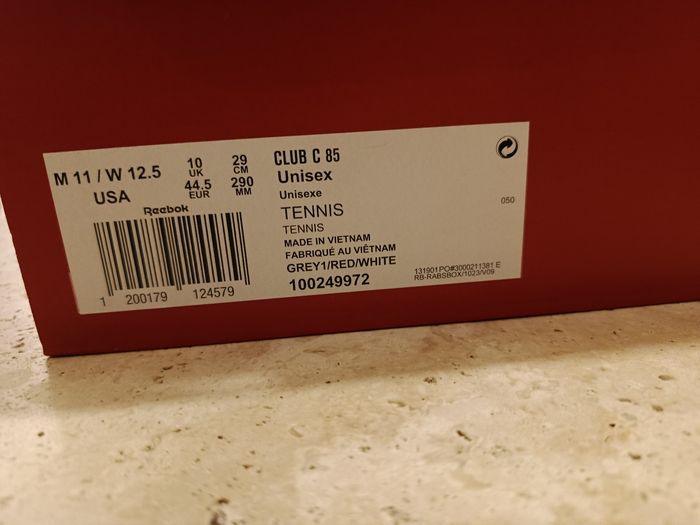 M 11 / W 12.5
USA
10
UK
44.5
EUR
29
CM
290
MM
Reebok
1 200179 124579
CLUB C 85
Unisex
Unisexe
TENNIS
TENNIS
MADE IN VIETNAM
FABRIQUÉ AU VIÊTNAM
GREY1/RED/WHITE
100249972
050
131901PO#3000211381 E
RB-RABSBOX/1023/V09